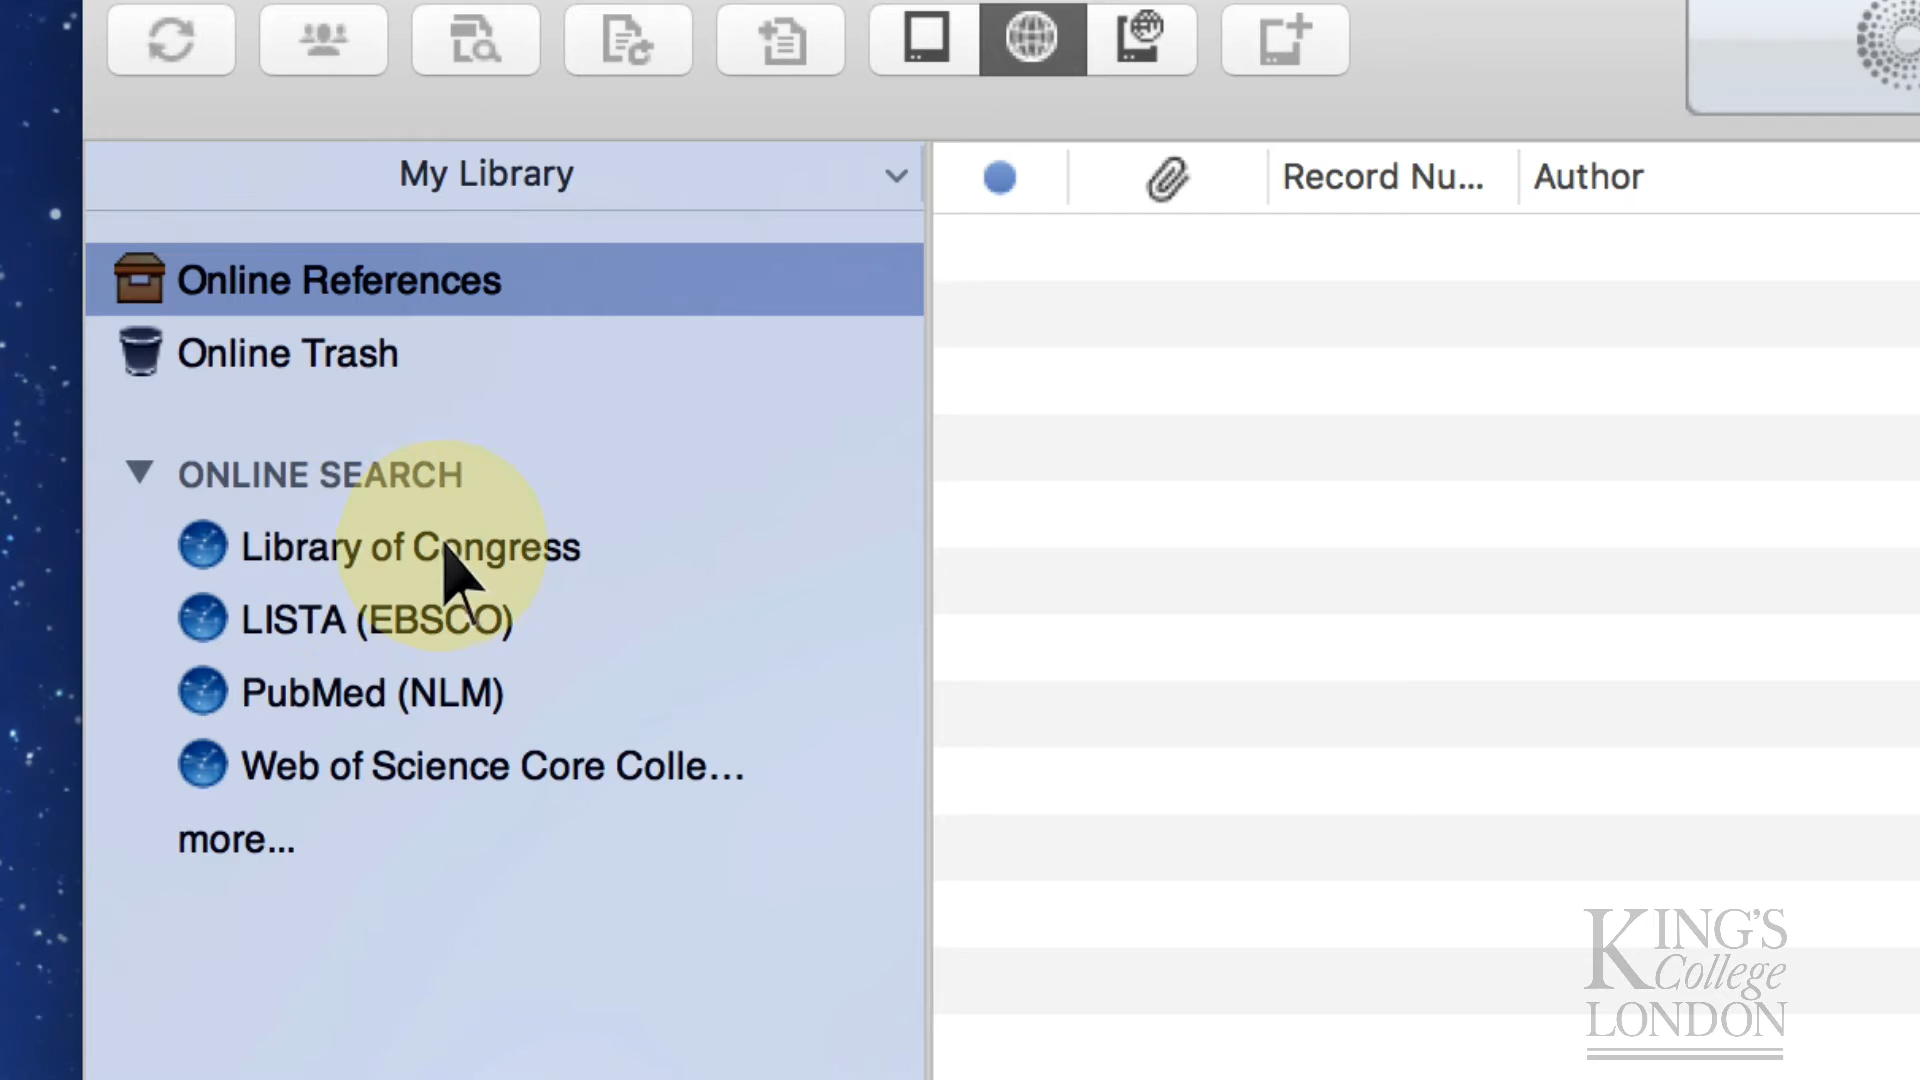 My Library
Record Nu... Author
Online References
Online Trash
ONLINE SEARCH
Library of Congress
LISTA (EBSCO)
PubMed (NLM)
Web of Science Core Colle...
more...
KING'S
College
LONDON